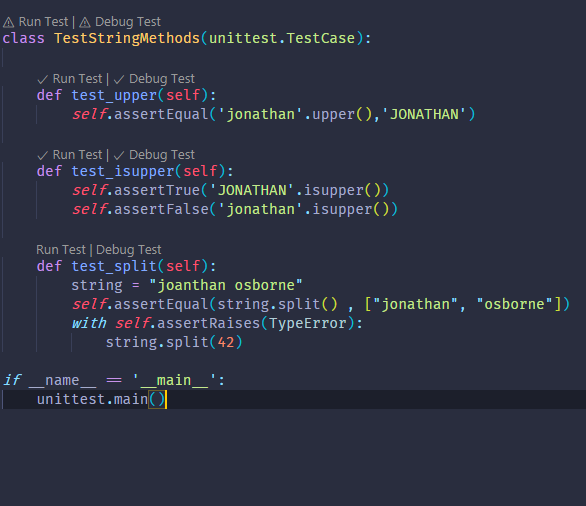 ⚠ Run Test | ⚠ Debug Test
class TestStringMethods(unittest.TestCase):
✓ Run Test | ✓ Debug Test
def test_upper(self):
self.assertEqual('jonathan'.upper(),'JONATHAN')
✓ Run Test | ✓ Debug Test
def test_isupper(self):
self.assertTrue('JONATHAN'.isupper())
self.assertFalse('jonathan'.isupper())
Run Test | Debug Test
def test_split(self):
string = "joanthan osborne"
self.assertEqual(string.split() , ["jonathan", "osborne"])
with self.assertRaises(TypeError):
string.split(42)
if __name__ == '__main__':
unittest.main()